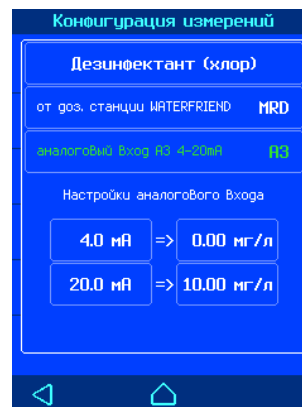 Конфигурация измерений
Дезинфектант (хлор)
от доз. станции WATERFRIEND MRD
аналоговый Вход А3 4-20mA А3
Настройки аналогового Входа
4.0 мА => 0.00 мг/л
20.0 мА => 10.00 мг/л